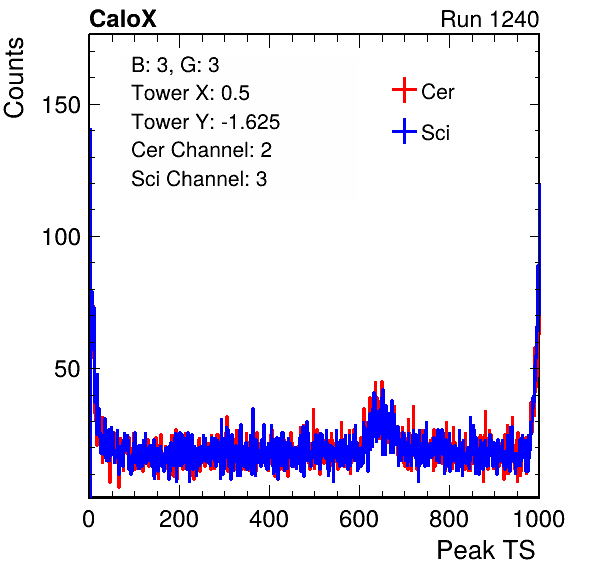 CaloX Run 1240
Counts
B: 3, G: 3
Tower X: 0.5
Tower Y: -1.625
Cer Channel: 2
Sci Channel: 3
Cer
Sci
150
100
50
0 200 400 600 800 1000
Peak TS